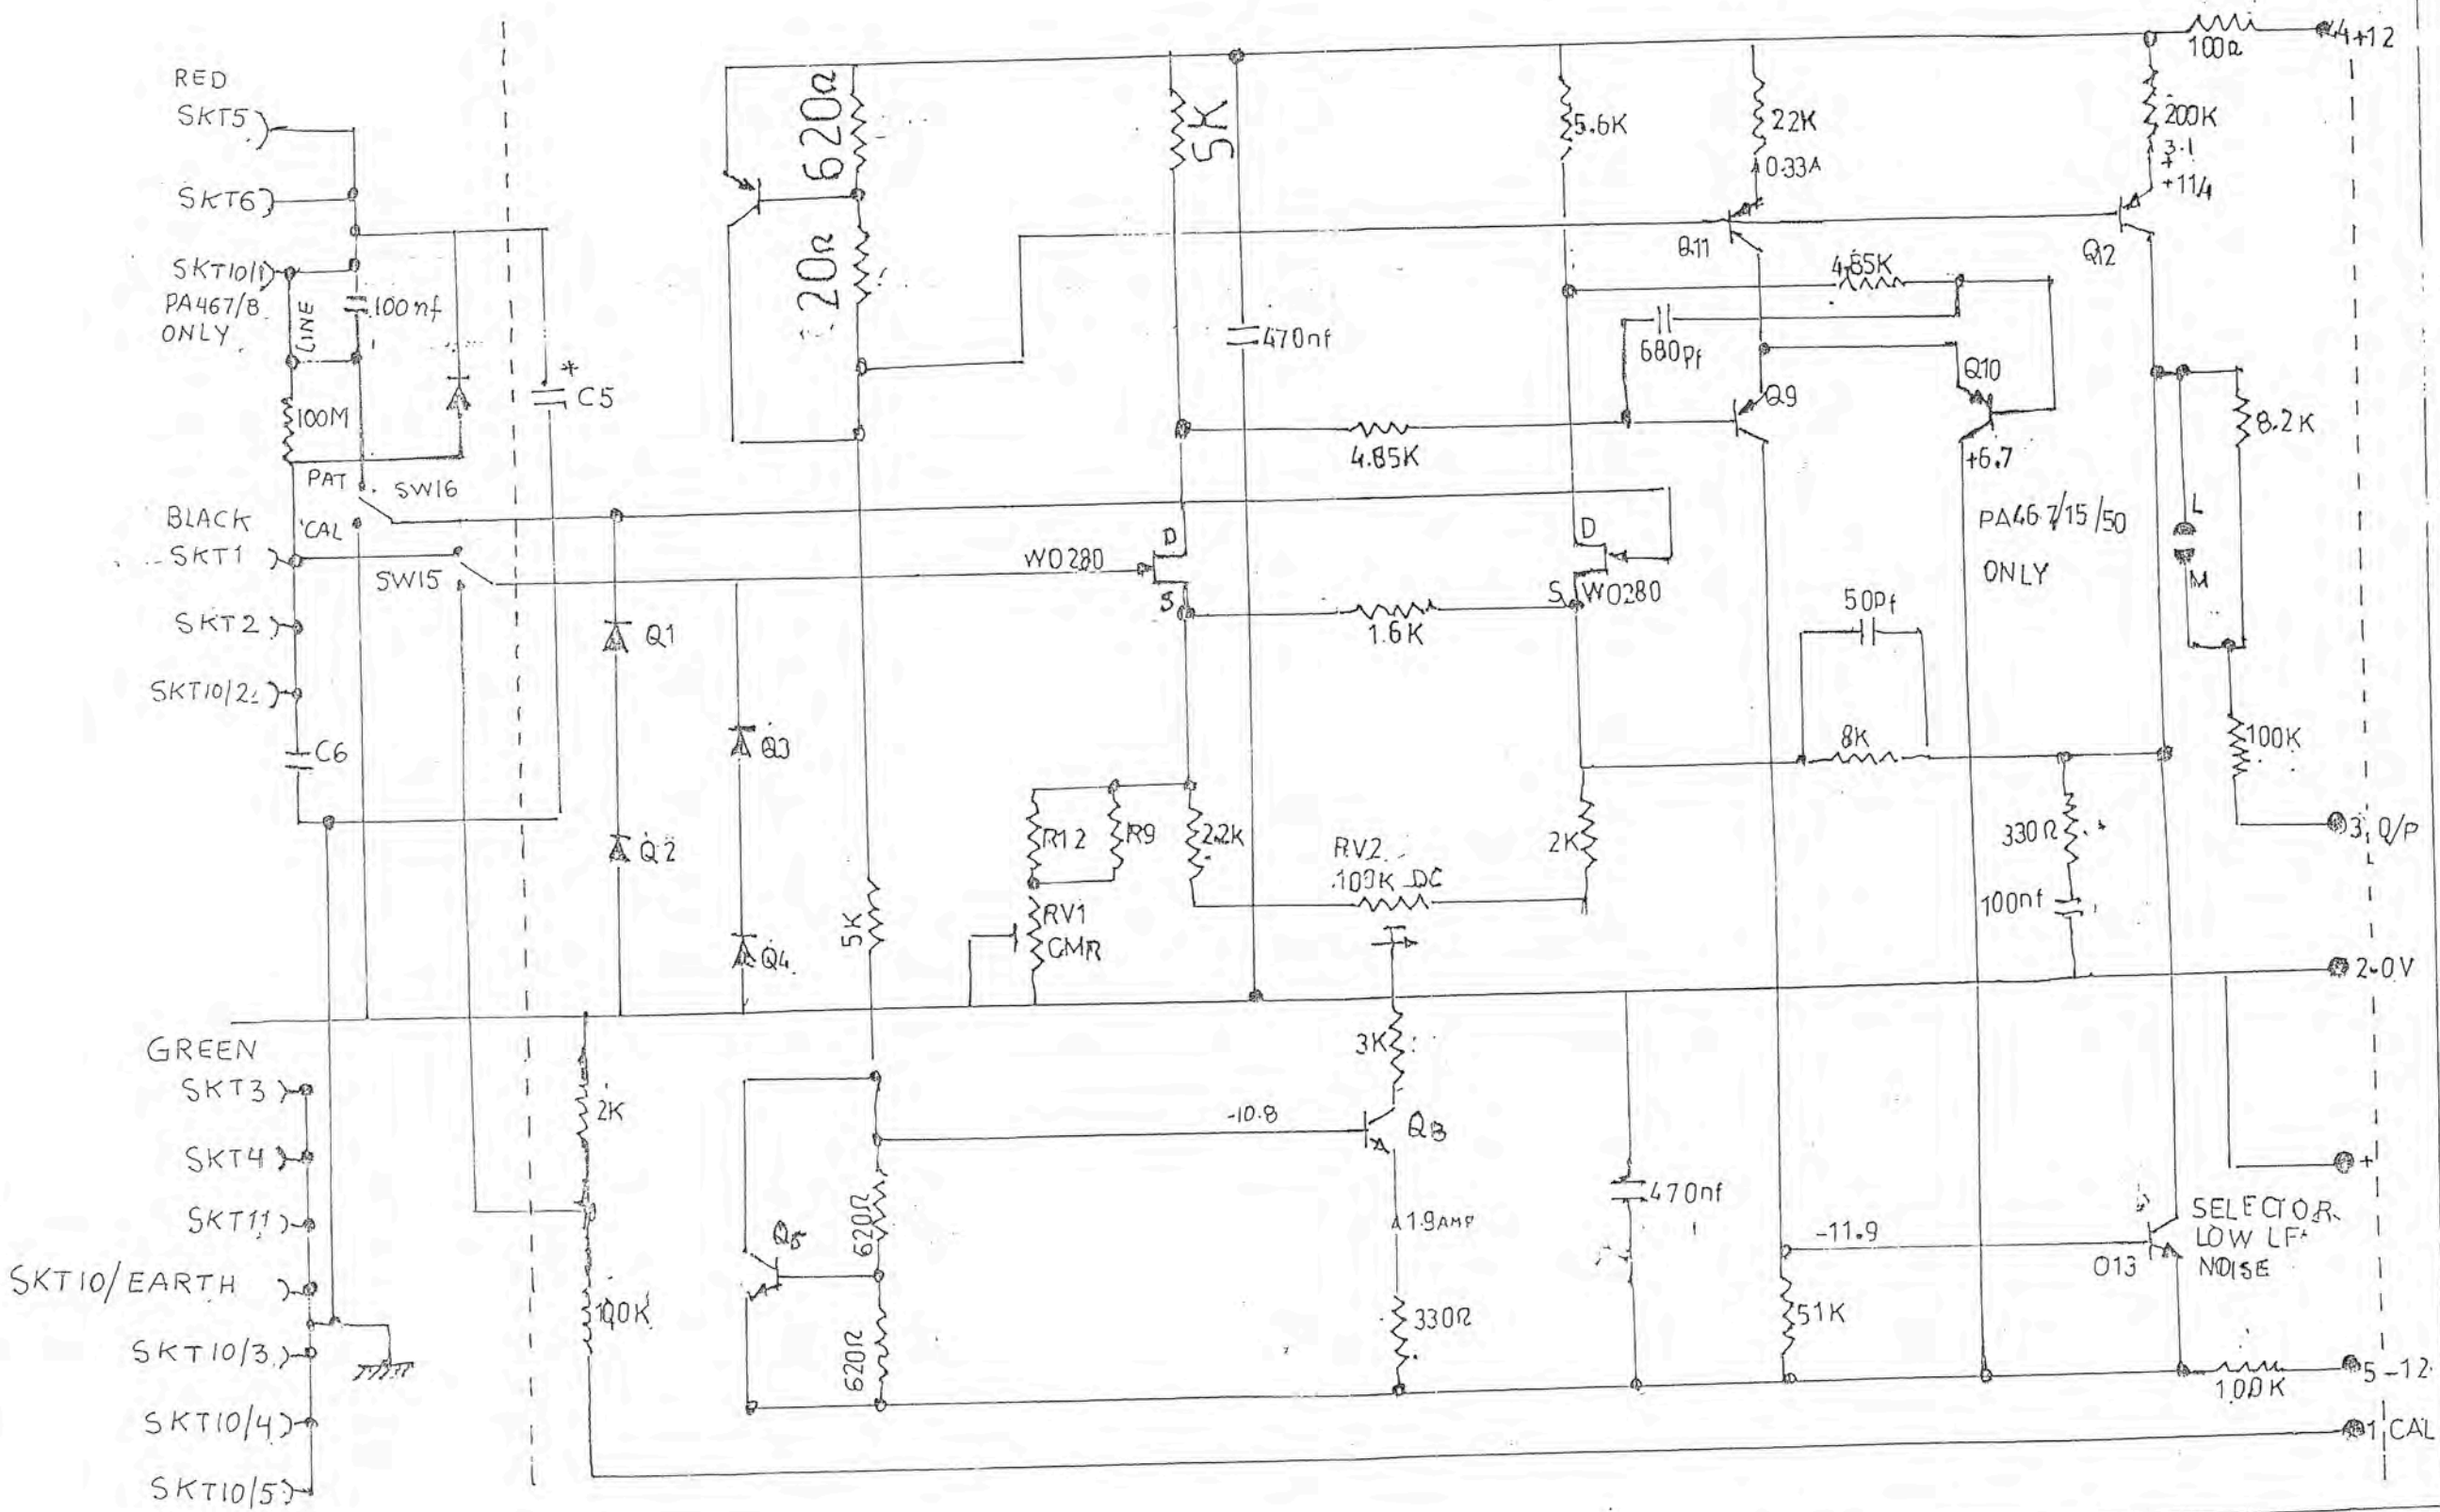 RED
SKT5
SKT6
SKT10/1
PA467/8
ONLY
LINE
100nf
100M
C5
*
PAT
SW16
BLACK
CAL
SKT1
SW15
SKT2
SKT10/2
C6
GREEN
SKT3
SKT4
SKT11
SKT10/EARTH
SKT10/3
SKT10/4
SKT10/5
620Ω
20Ω
5K
470nf
5.6K
22K
0.33A
100Ω
4+12
200K
3.1
+
+11/4
Q11
Q12
4.85K
680pf
Q10
Q9
+6.7
8.2K
4.85K
PA467/15/50
ONLY
L
M
WO280
D
S
D
S
WO280
1.6K
50pf
8K
Q1
Q2
Q3
Q4
R12
R9
2.2K
RV1
CMR
RV2
100K DC
2K
330Ω
100nf
100K
3, O/P
2.0V
5K
3K
2K
-10.8
Q8
1.9AMP
330Ω
470nf
-11.9
51K
Q13
SELECTOR
LOW LF
NOISE
+
620Ω
620Ω
100K
100K
5 -12
1, CAL